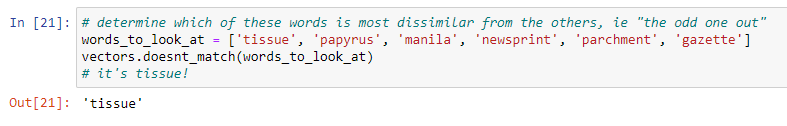 In [21]: # determine which of these words is most dissimilar from the others, ie "the odd one out"
words_to_look_at = ['tissue', 'papyrus', 'manila', 'newsprint', 'parchment', 'gazette']
vectors.doesnt_match(words_to_look_at)
# it's tissue!
Out[21]: 'tissue'